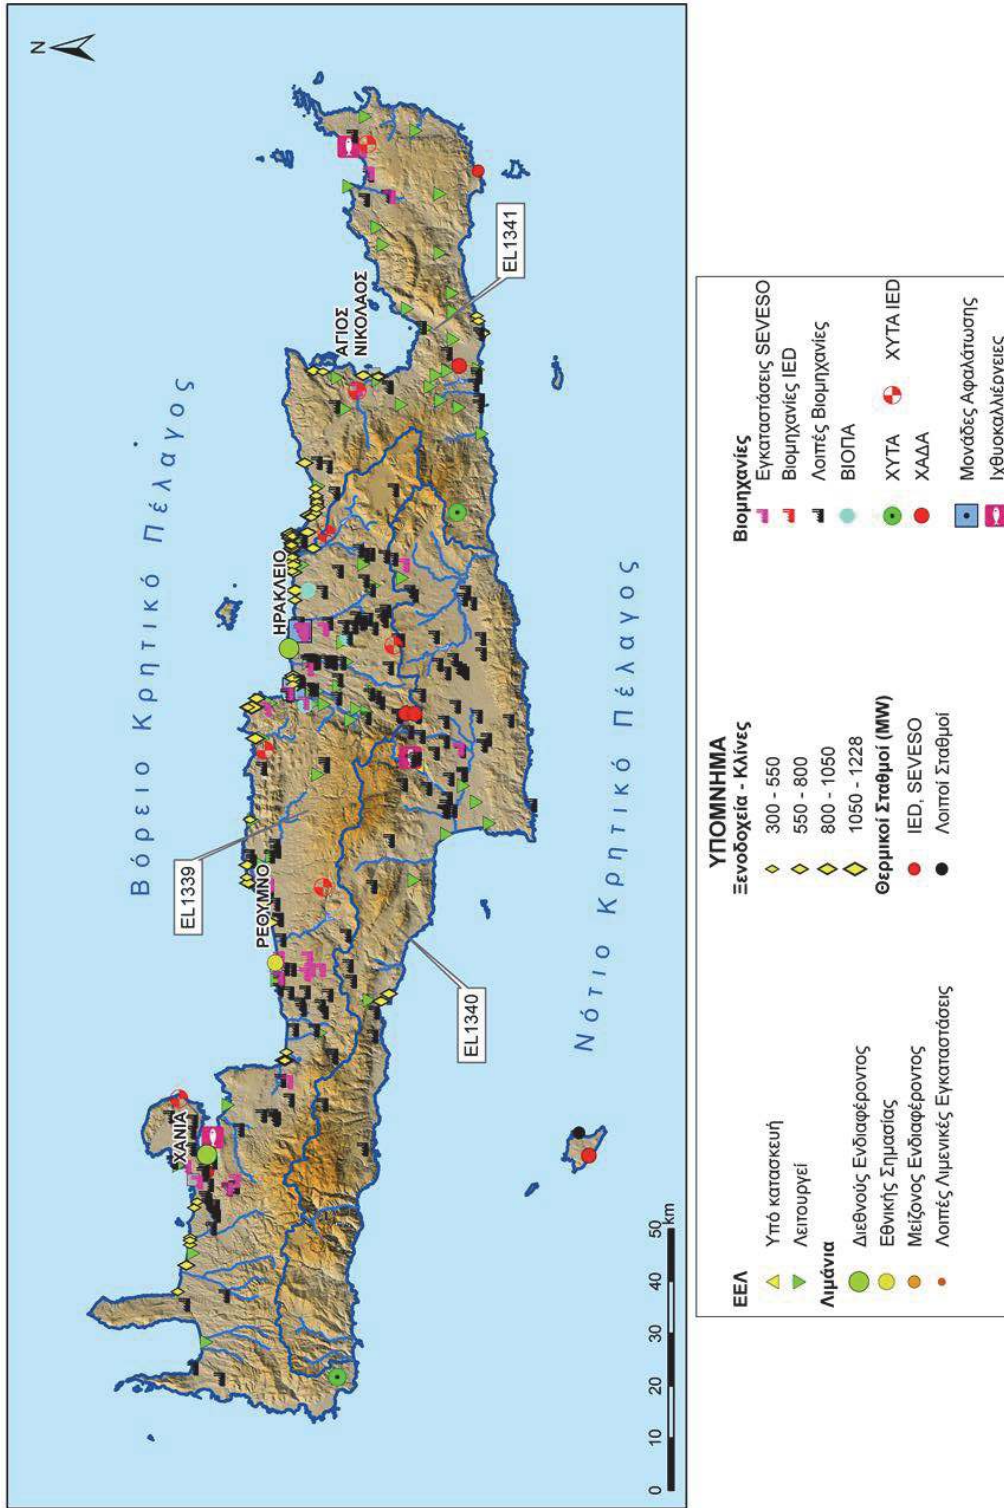 N
Βόρειο Κρητικό Πέλαγος
ΧΑΝΙΑ
ΡΕΘΥΜΝΟ
ΗΡΑΚΛΕΙΟ
ΑΓΙΟΣ
ΝΙΚΟΛΑΟΣ
EL1339
EL1340
EL1341
Νότιο Κρητικό Πέλαγος
0 10 20 30 40 50
km
ΥΠΟΜΝΗΜΑ
ΕΕΛ
Υπό κατασκευή
Λειτουργεί
Λιμάνια
Διεθνούς Ενδιαφέροντος
Εθνικής Σημασίας
Μείζονος Ενδιαφέροντος
Λοιπές Λιμενικές Εγκαταστάσεις
Ξενοδοχεία - Κλίνες
300 - 550
550 - 800
800 - 1050
1050 - 1228
Θερμικοί Σταθμοί (MW)
IED, SEVESO
Λοιποί Σταθμοί
Βιομηχανίες
Εγκαταστάσεις SEVESO
Βιομηχανίες IED
Λοιπές Βιομηχανίες
ΒΙΟΠΑ
ΧΥΤΑ
ΧΥΤΑ IED
ΧΑΔΑ
Μονάδες Αφαλάτωσης
Ιχθυοκαλλιέργειες